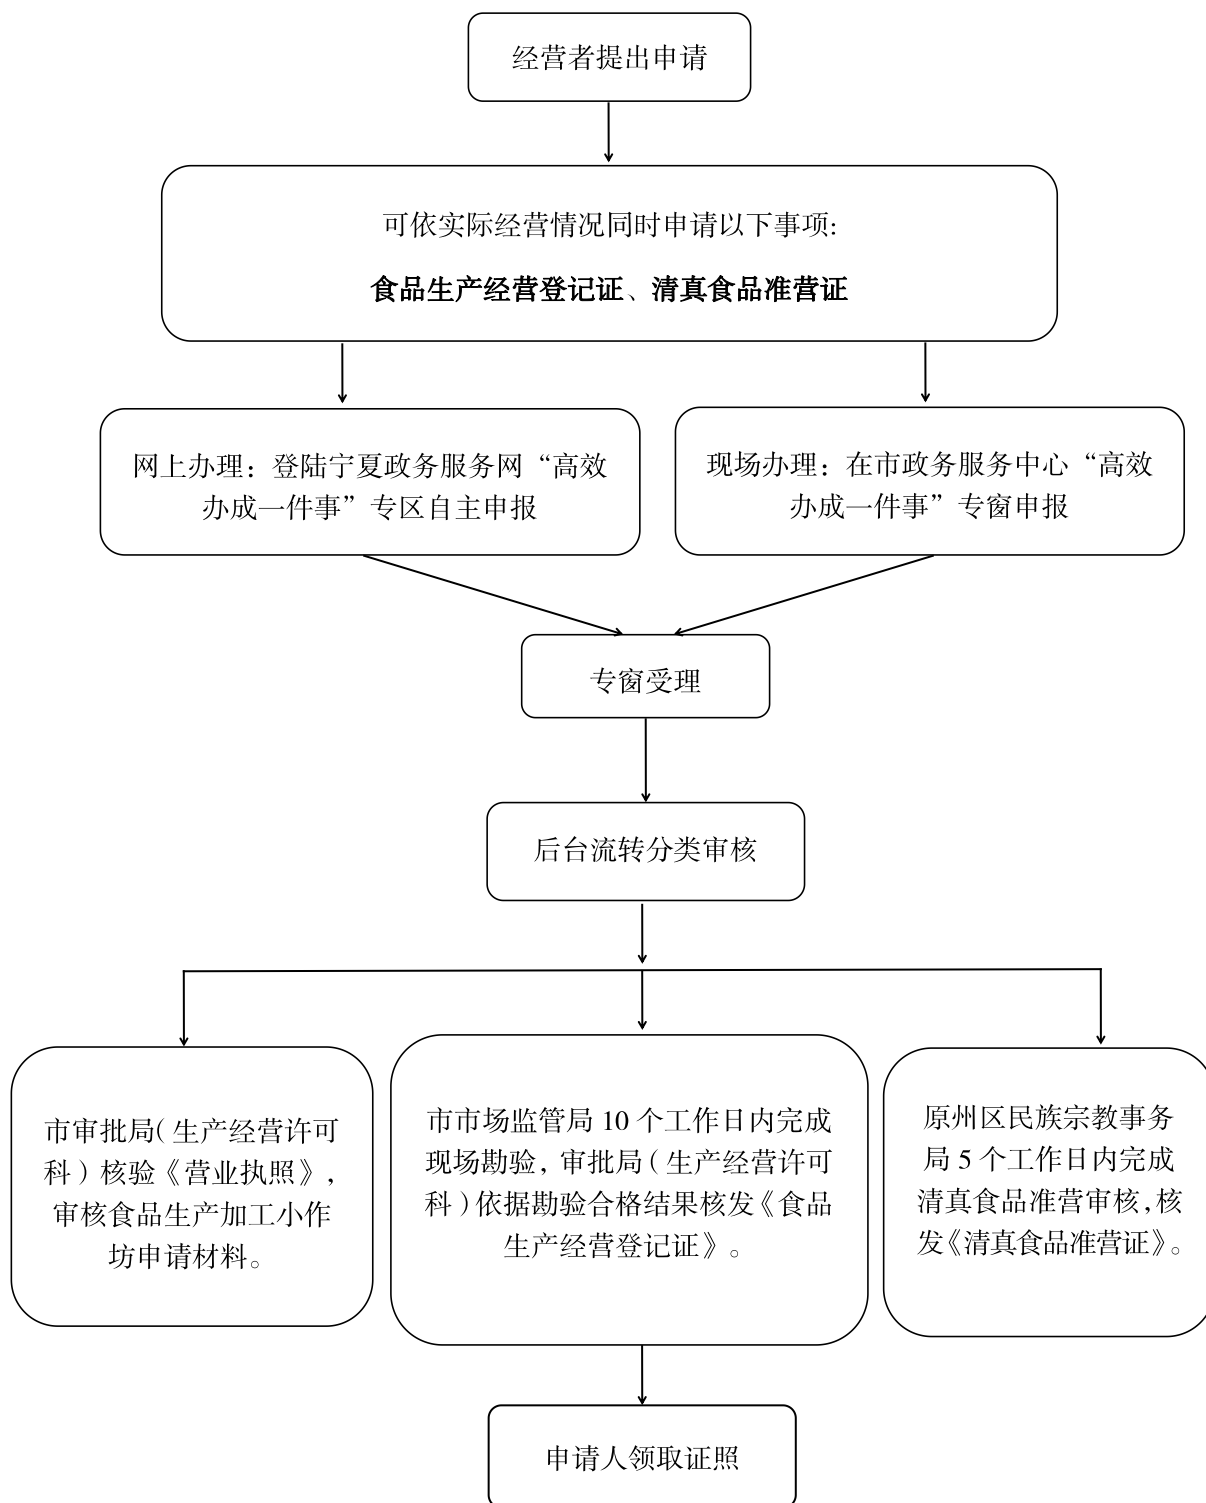 经营者提出申请
可依实际经营情况同时申请以下事项:
食品生产经营登记证、清真食品准营证
网上办理：登陆宁夏政务服务网“高效
办成一件事”专区自主申报
现场办理：在市政务服务中心“高效
办成一件事”专窗申报
专窗受理
后台流转分类审核
市审批局（生产经营许可
科）核验《营业执照》，
审核食品生产加工小作
坊申请材料。
市市场监管局 10 个工作日内完成
现场勘验，审批局（生产经营许可
科）依据勘验合格结果核发《食品
生产经营登记证》。
原州区民族宗教事务
局 5 个工作日内完成
清真食品准营审核,核
发《清真食品准营证》。
申请人领取证照